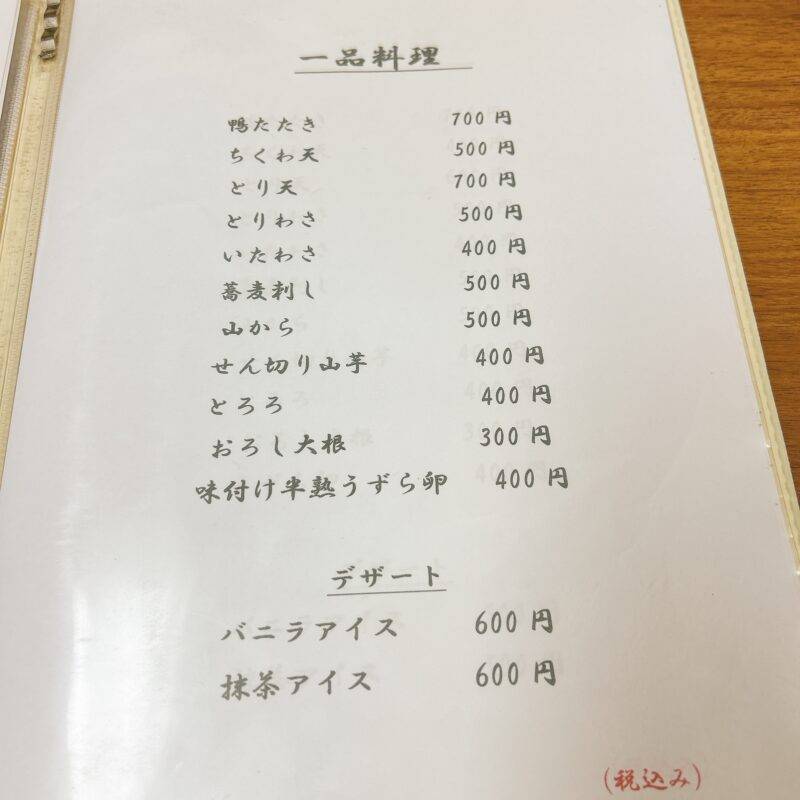 一品料理
鴨たたき 700円
ちくわ天 500円
とり天 700円
とりわさ 500円
いたわさ 400円
蕎麦刺し 500円
山から 500円
せん切り山芋 400円
とろろ 400円
おろし大根 300円
味付け半熟うずら卵 400円
デザート
バニラアイス 600円
抹茶アイス 600円
(税込み)